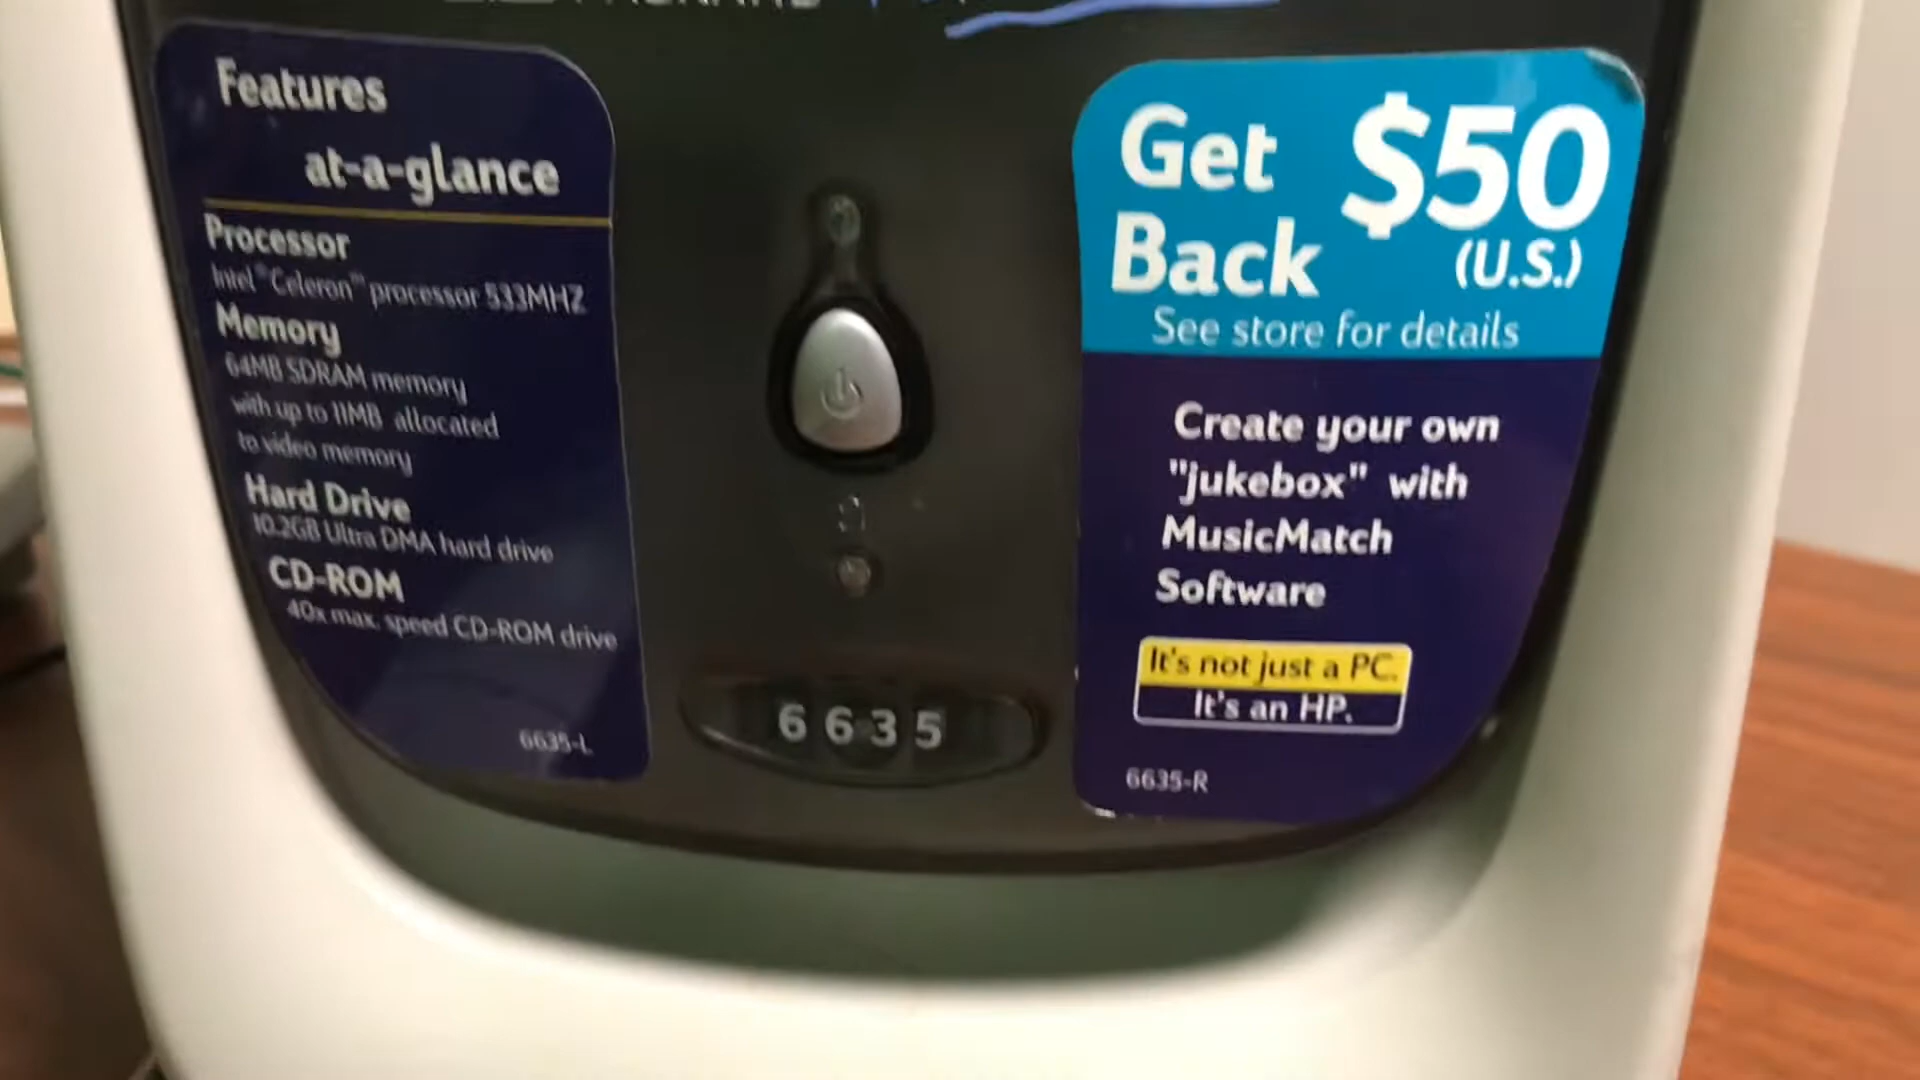 Features
at-a-glance
Processor
Intel® Celeron™ processor 533MHZ
Memory
64MB SDRAM memory
with up to 11MB allocated
to video memory
Hard Drive
10.2GB Ultra DMA hard drive
CD-ROM
40x max. speed CD-ROM drive
6635-L
6635
Get $50
Back (U.S.)
See store for details
Create your own
"jukebox" with
MusicMatch
Software
It's not just a PC.
It's an HP.
6635-R